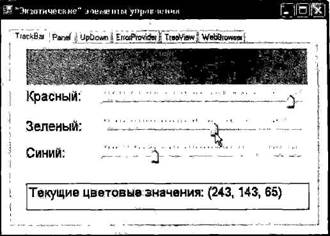 "Экзотические" элементы управления
TrackBar Panel UpDown ErrorProvider TreeView WebBrowser
Красный:
Зеленый:
Синий:
Текущие цветовые значения: (243, 143, 65)